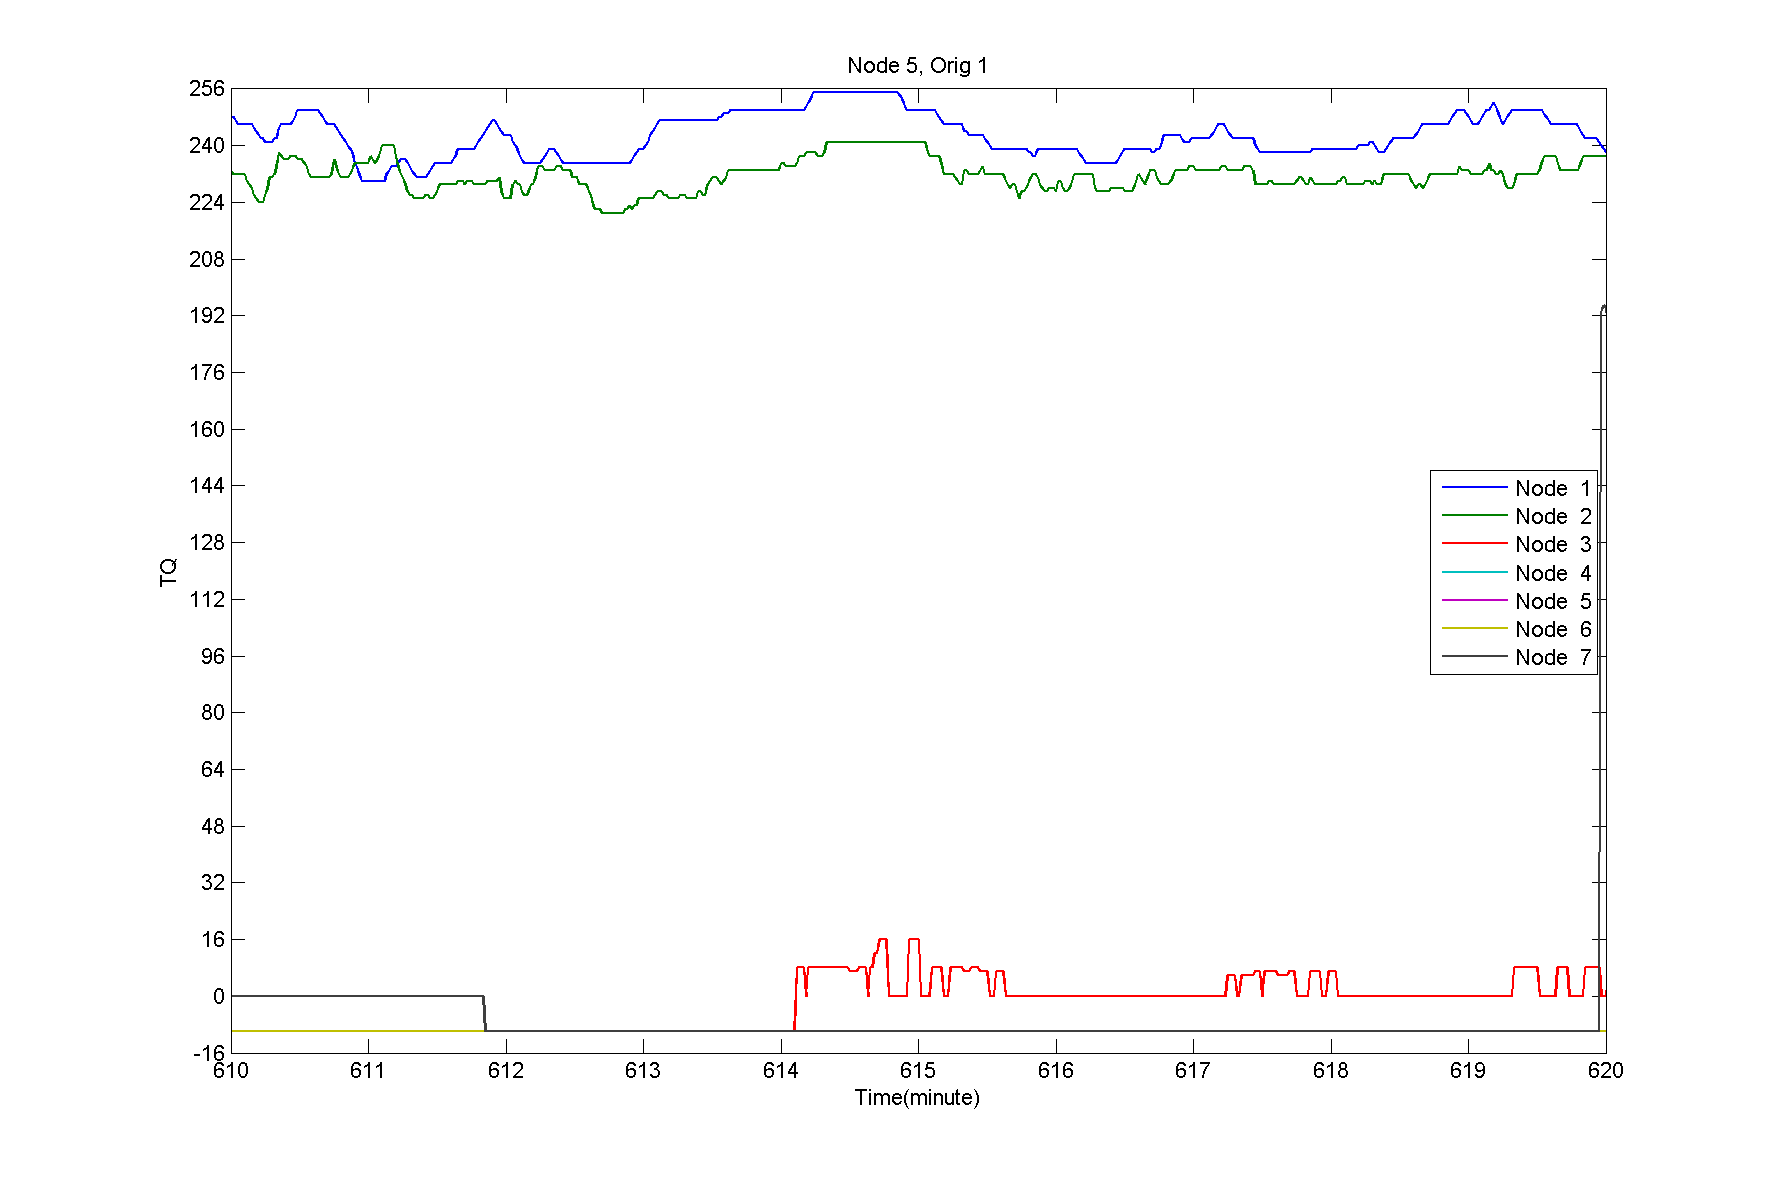 Node 5, Orig 1
256
240
224
208
192
176
160
144
128
112
96
80
64
48
32
16
0
-16
TQ
Node 1
Node 2
Node 3
Node 4
Node 5
Node 6
Node 7
610 611 612 613 614 615 616 617 618 619 620
Time(minute)